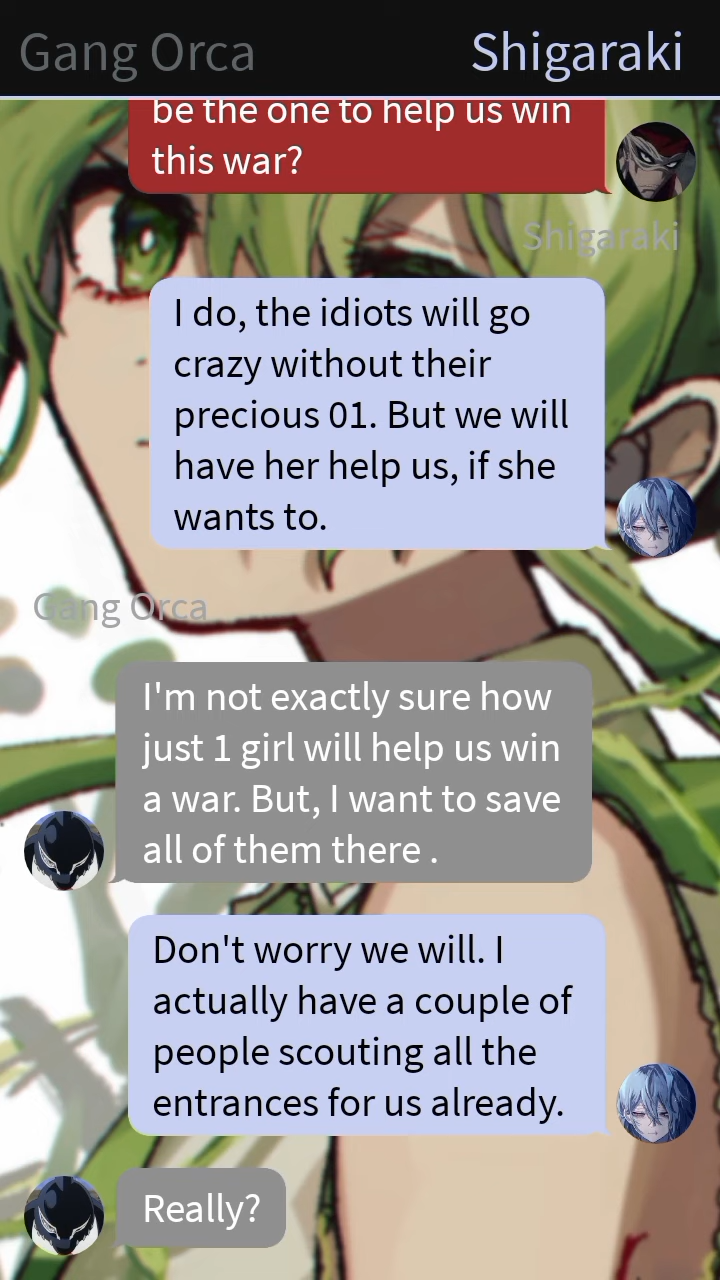 Gang Orca
Shigaraki
be the one to help us win
this war?
Shigaraki
I do, the idiots will go
crazy without their
precious 01. But we will
have her help us, if she
wants to.
Gang Orca
I'm not exactly sure how
just 1 girl will help us win
a war. But, I want to save
all of them there .
Don't worry we will. I
actually have a couple of
people scouting all the
entrances for us already.
Really?